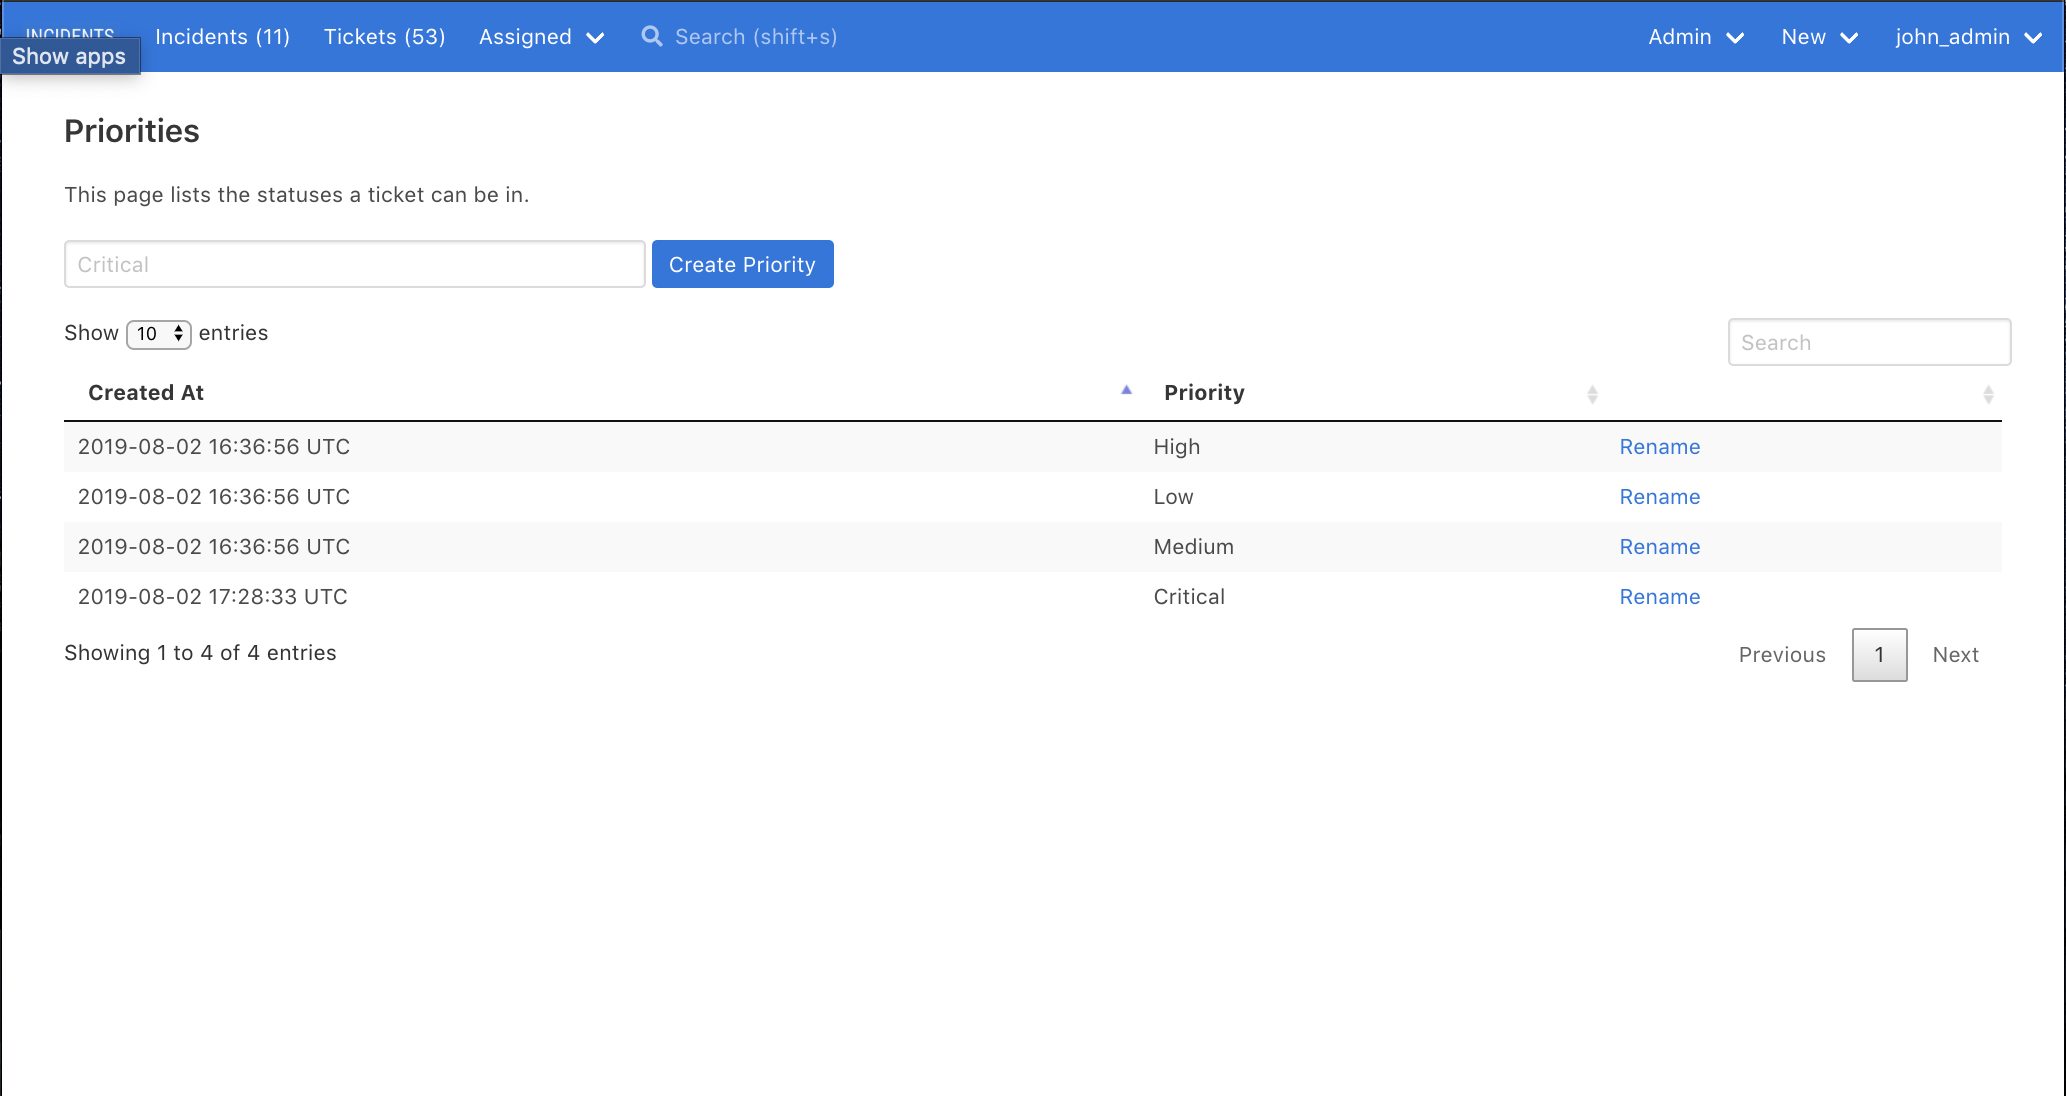 INCIDENTS Incidents (11) Tickets (53) Assigned Search (shift+s) Admin New john_admin
Show apps
Priorities
This page lists the statuses a ticket can be in.
Critical Create Priority
Show 10 entries Search
Created At Priority
2019-08-02 16:36:56 UTC High Rename
2019-08-02 16:36:56 UTC Low Rename
2019-08-02 16:36:56 UTC Medium Rename
2019-08-02 17:28:33 UTC Critical Rename
Showing 1 to 4 of 4 entries Previous 1 Next